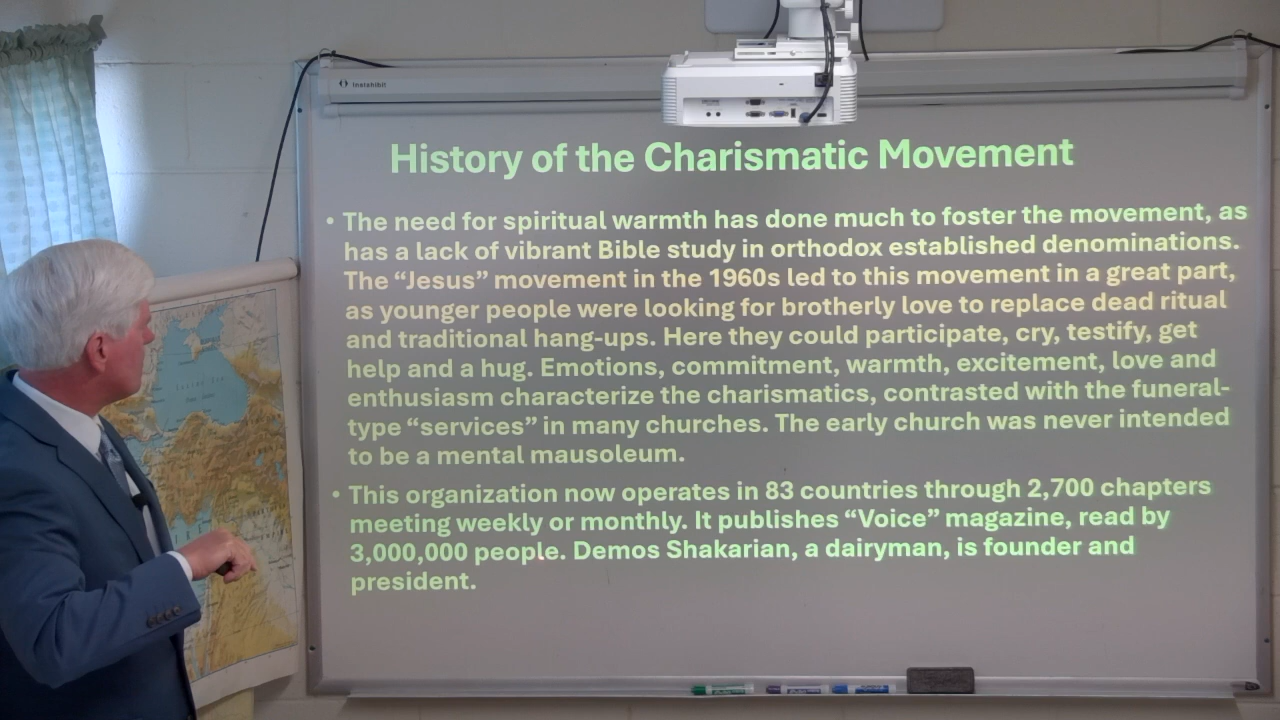 Instahibit
History of the Charismatic Movement
• The need for spiritual warmth has done much to foster the movement, as
has a lack of vibrant Bible study in orthodox established denominations.
The “Jesus” movement in the 1960s led to this movement in a great part,
as younger people were looking for brotherly love to replace dead ritual
and traditional hang-ups. Here they could participate, cry, testify, get
help and a hug. Emotions, commitment, warmth, excitement, love and
enthusiasm characterize the charismatics, contrasted with the funeral-
type “services” in many churches. The early church was never intended
to be a mental mausoleum.
• This organization now operates in 83 countries through 2,700 chapters
meeting weekly or monthly. It publishes “Voice” magazine, read by
3,000,000 people. Demos Shakarian, a dairyman, is founder and
president.